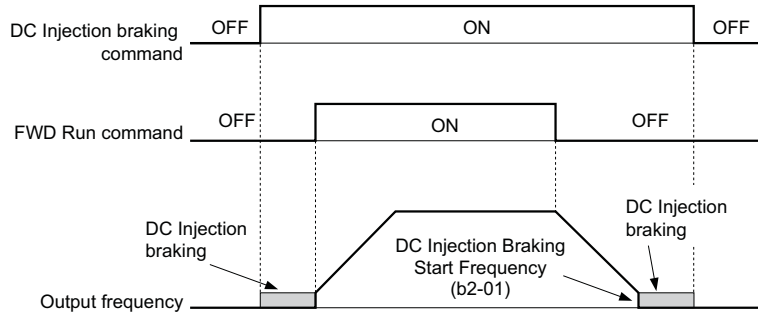 DC Injection braking
command
OFF
ON
OFF
FWD Run command
OFF
ON
OFF
DC Injection
braking
DC Injection Braking
Start Frequency
(b2-01)
DC Injection
braking
Output frequency